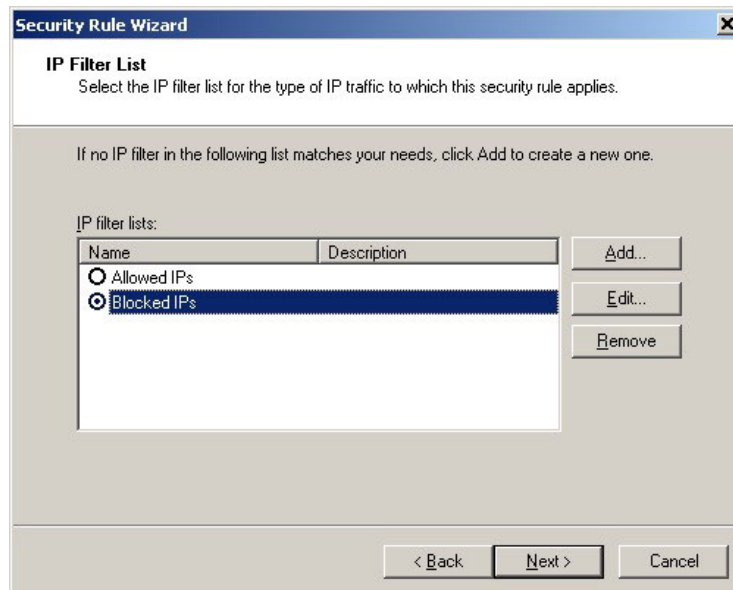 Security Rule Wizard
IP Filter List
Select the IP filter list for the type of IP traffic to which this security rule applies.
If no IP filter in the following list matches your needs, click Add to create a new one.
IP filter lists:
Name Description
Allowed IPs
Blocked IPs
Add...
Edit...
Remove
< Back Next > Cancel